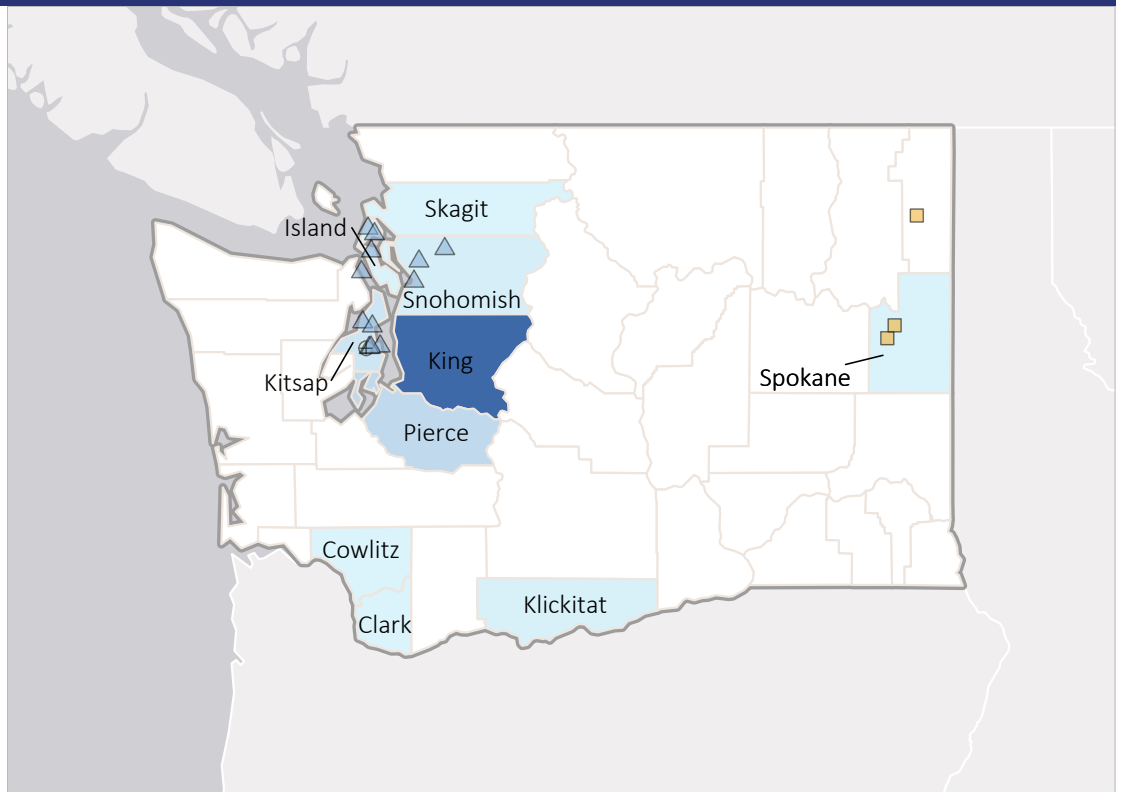 Skagit
Island
Snohomish
King
Kitsap
Spokane
Pierce
Cowlitz
Klickitat
Clark